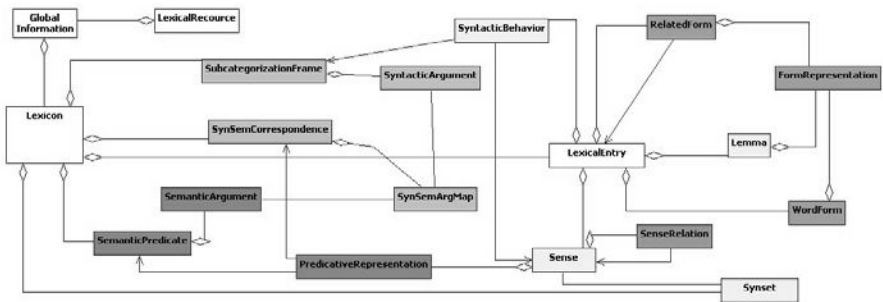 Global
Information
LexicalRecource
SyntacticBehavior
RelatedForm
SubcategorizationFrame
SyntacticArgument
FormRepresentation
Lexicon
SynSemCorrespondence
Lemma
LexicalEntry
SemanticArgument
SynSemArgMap
WordForm
SemanticPredicate
SenseRelation
PredicativeRepresentation
Sense
Synset